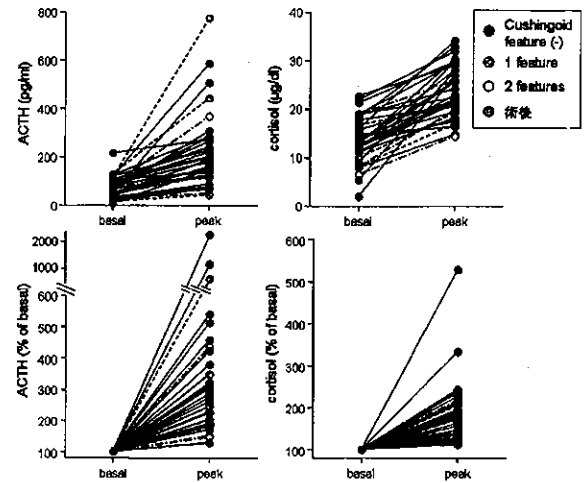 800
600
400
200
0
ACTH (pg/ml)
basal
peak
40
30
20
10
0
cortisol (μg/dl)
basal
peak
Cushingoid
feature (-)
1 feature
2 features
術後
2000
1000
600
500
400
300
200
100
ACTH (% of basal)
basal
peak
600
500
400
300
200
100
cortisol (% of basal)
basal
peak